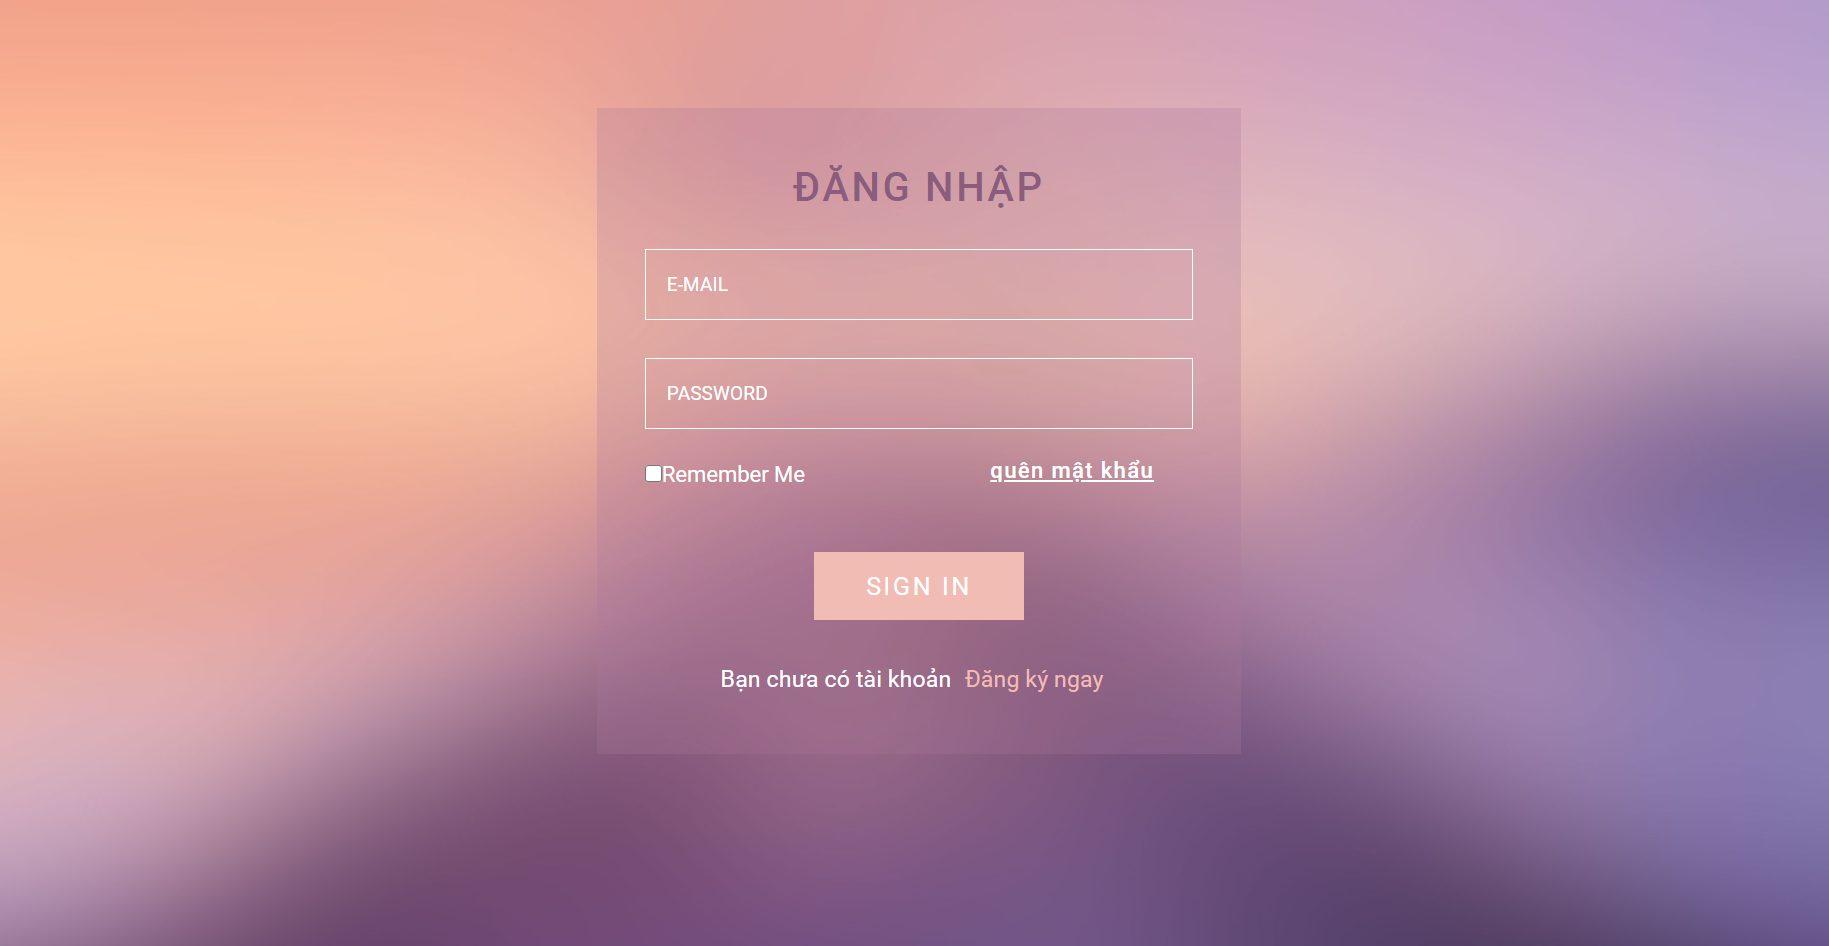 ĐĂNG NHẬP
E-MAIL
PASSWORD
Remember Me quên mật khẩu
SIGN IN
Bạn chưa có tài khoản Đăng ký ngay